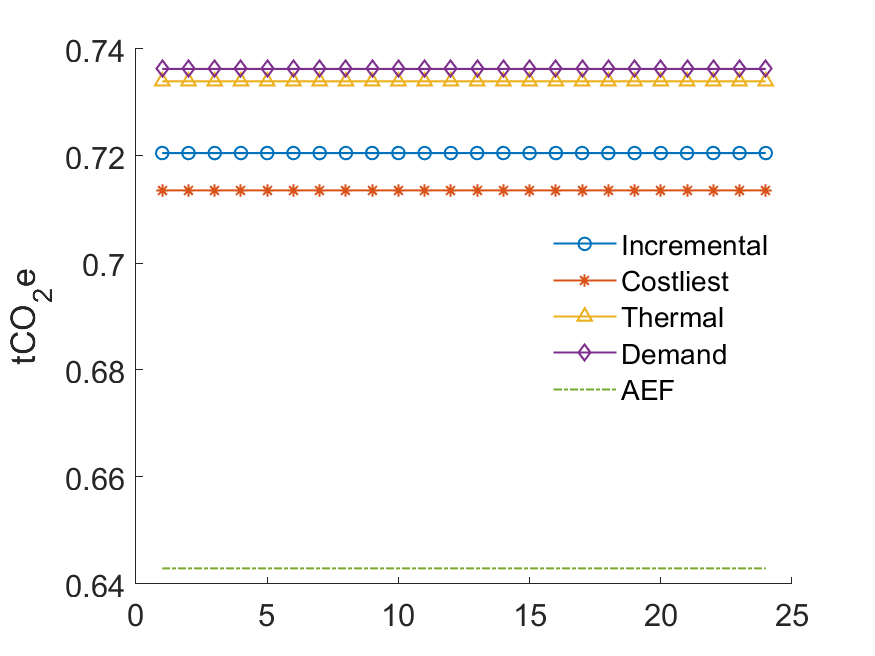 0.74
0.72
0.7
0.68
0.66
0.64
tCO2e
0 5 10 15 20 25
Incremental
Costliest
Thermal
Demand
AEF